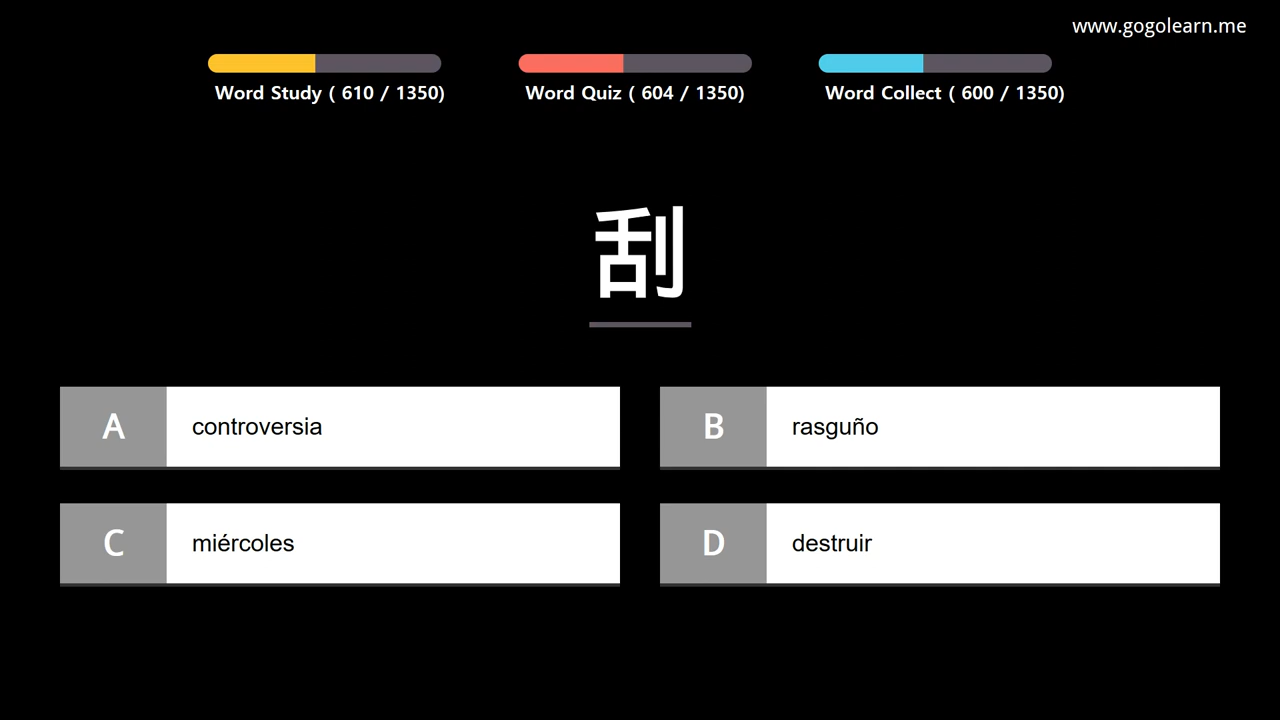 www.gogolearn.me
Word Study ( 610 / 1350)
Word Quiz ( 604 / 1350)
Word Collect ( 600 / 1350)
刮
A controversia
B rasguño
C miércoles
D destruir